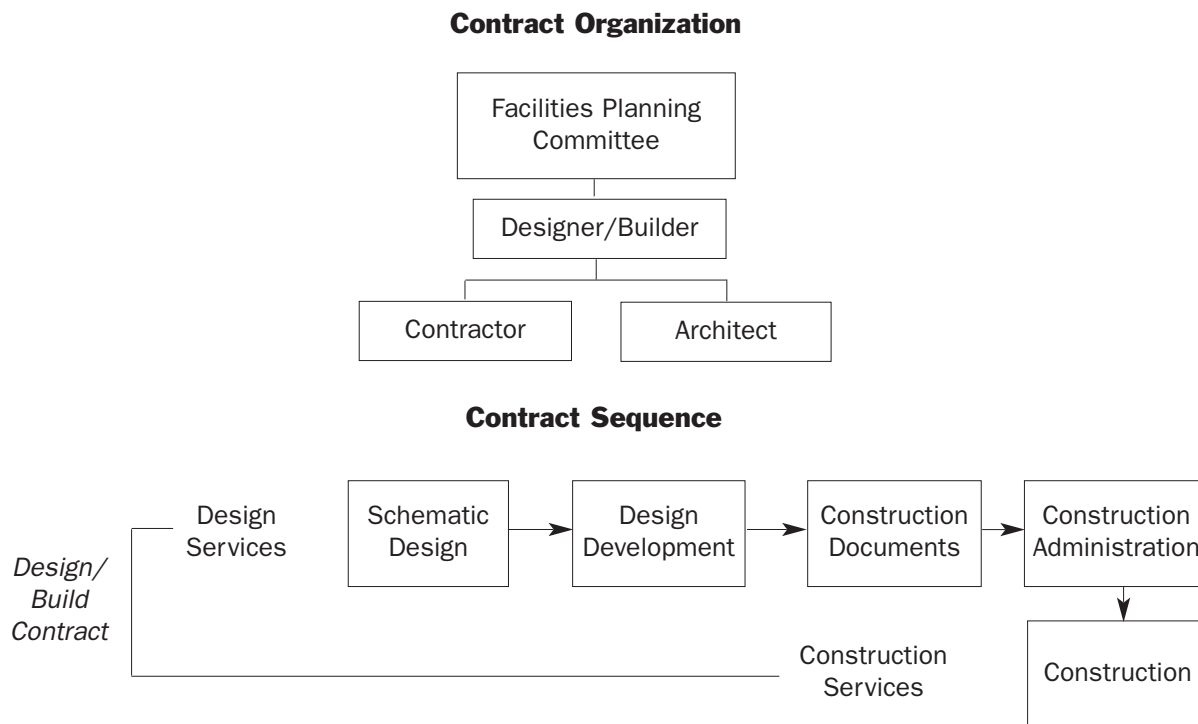 Contract Organization
Facilities Planning
Committee
Designer/Builder
Contractor
Architect
Contract Sequence
Design
Services
Schematic
Design
Design
Development
Construction
Documents
Construction
Administration
Design/
Build
Contract
Construction
Services
Construction